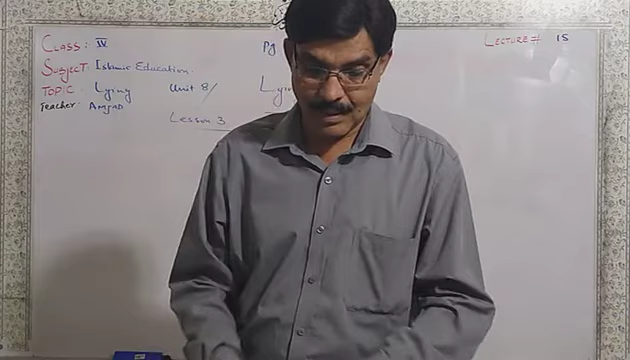 CLASS: IV
SUBJECT: Islamic Education.
TOPIC: Lying
Unit 8/
Teacher: Amjad
Lesson 3
Pg
LECTURE# 15